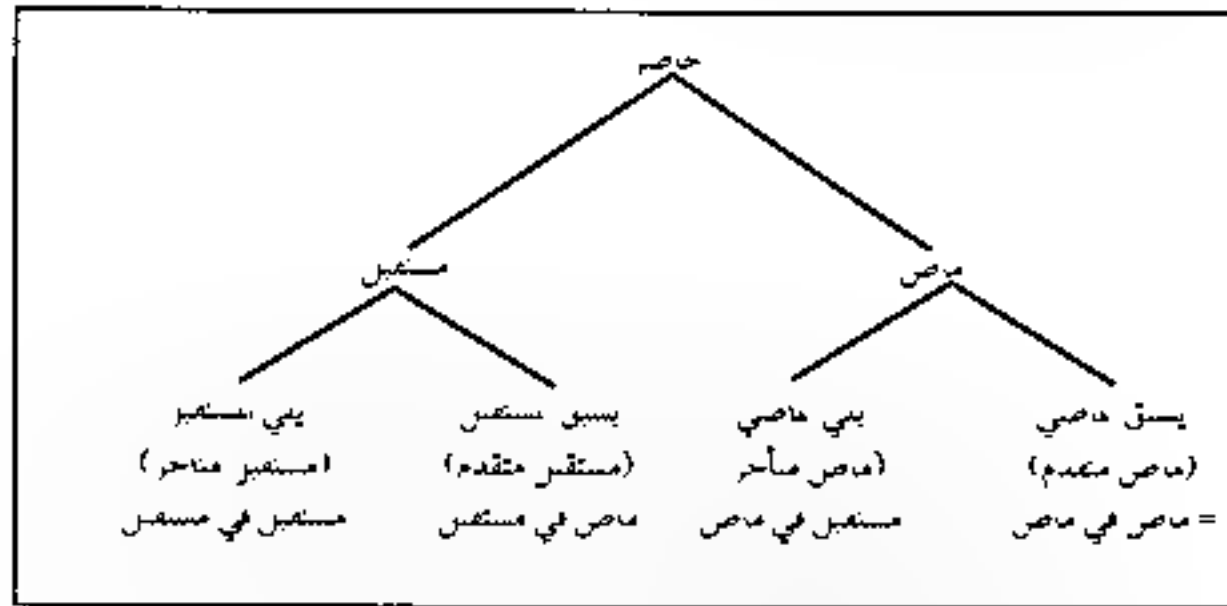 حاضر
ماض
مستقبل
يسبق ماضي
(ماض متقدم)
= ماض في ماض
يلي ماضي
(ماض متأخر
مستقبل في ماض
يسبق مستقبل
(مستقبل متقدم)
ماض في مستقبل
يلي مستقبل
(مستقبل متأخر)
مستقبل في مستقبل